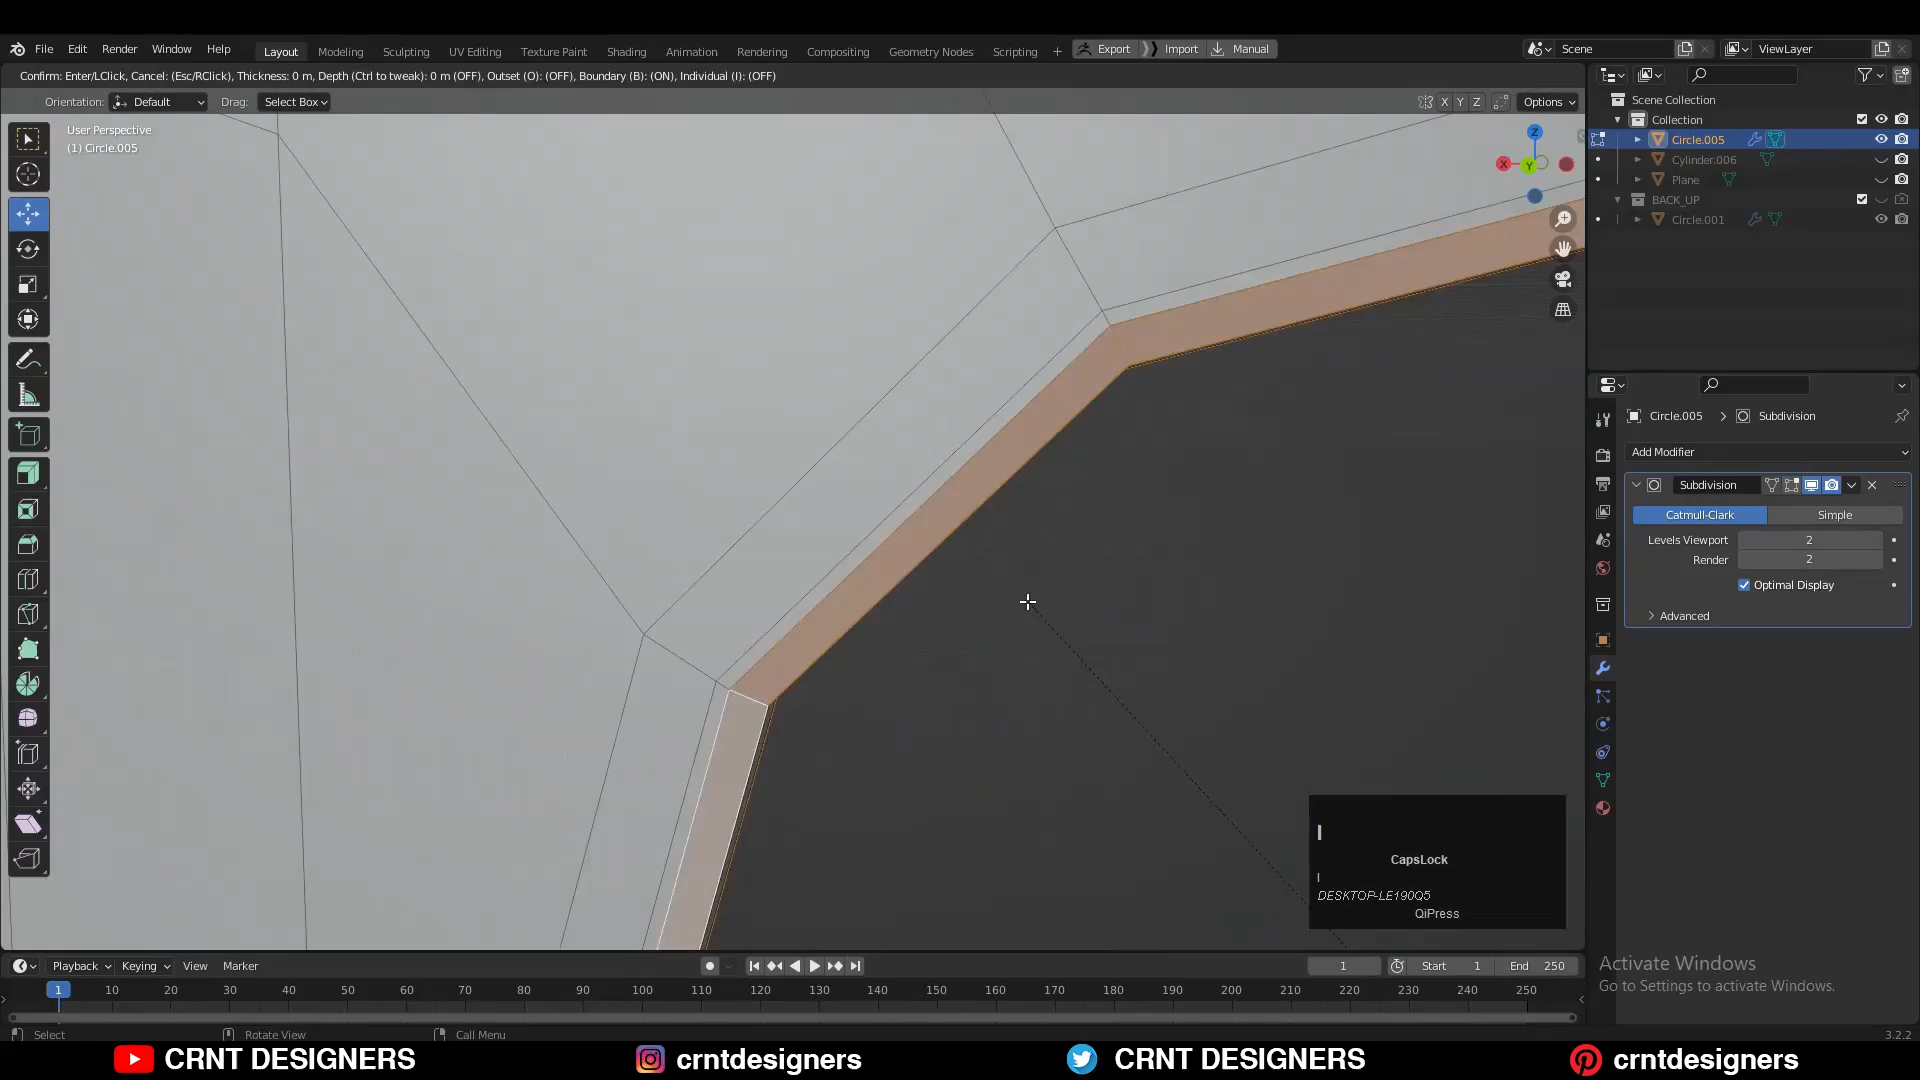 File Edit Render Window Help Layout Modeling Sculpting UV Editing Texture Paint Shading Animation Rendering Compositing Geometry Nodes Scripting + Export Import Manual Scene ViewLayer
Confirm: Enter/LClick, Cancel: (Esc/RClick), Thickness: 0 m, Depth (Ctrl to tweak): 0 m (OFF), Outset (O): (OFF), Boundary (B): (ON), Individual (I): (OFF)
Orientation: Default Drag: Select Box X Y Z Options
User Perspective
(1) Circle.005
Z
X
Y
Scene Collection
Collection
Circle.005
Cylinder.006
Plane
BACK_UP
Circle.001
Circle.005 > Subdivision
Add Modifier
Subdivision
Catmull-Clark Simple
Levels Viewport 2
Render 2
Optimal Display
Advanced
I
CapsLock
I
DESKTOP-LE190Q5
QiPress
Activate Windows
Go to Settings to activate Windows.
Playback Keying View Marker 1 Start 1 End 250
1 10 20 30 40 50 60 70 80 90 100 110 120 130 140 150 160 170 180 190 200 210 220 230 240 250
Select Rotate View Call Menu 3.2.2
CRNT DESIGNERS crntdesigners CRNT DESIGNERS crntdesigners